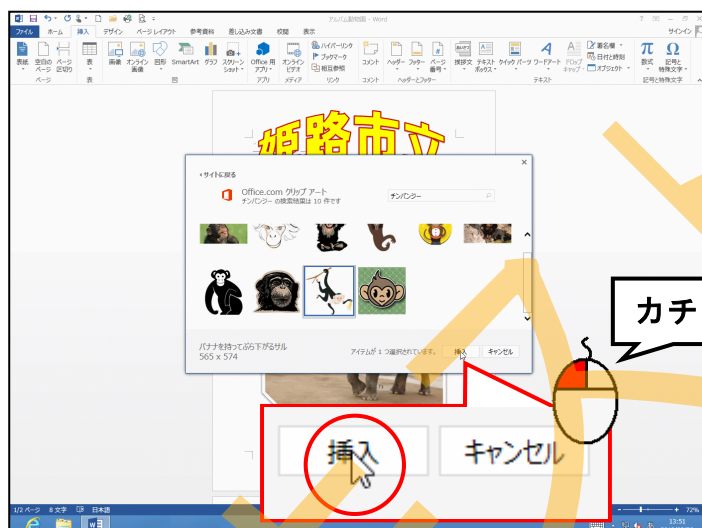 アルバム動物園 - Word
ファイル ホーム 挿入 デザイン ページ レイアウト 参考資料 差し込み文書 校閲 表示 サインイン
表紙 空白のページ ページ区切り 表 画像 オンライン画像 図形 SmartArt グラフ スクリーンショット Office 用アプリ オンラインビデオ ハイパーリンク ブックマーク 相互参照 コメント ヘッダー フッター ページ番号 挨拶文 テキストボックス クイック パーツ ワードアート ドロップキャップ 署名欄 日付と時刻 オブジェクト 数式 記号と特殊文字
ページ 表 図 アプリ メディア リンク コメント ヘッダーとフッター テキスト 記号と特殊文字
姫路市立
サイトに戻る
Office.com クリップ アート
チンパンジー の検索結果は 10 件です
チンパンジー
カチ
バナナを持ってぶら下がるサル
565 x 574
アイテムが 1 つ選択されています。 挿入 キャンセル
挿入 キャンセル
1/2 ページ 8 文字 日本語 72%
13:51